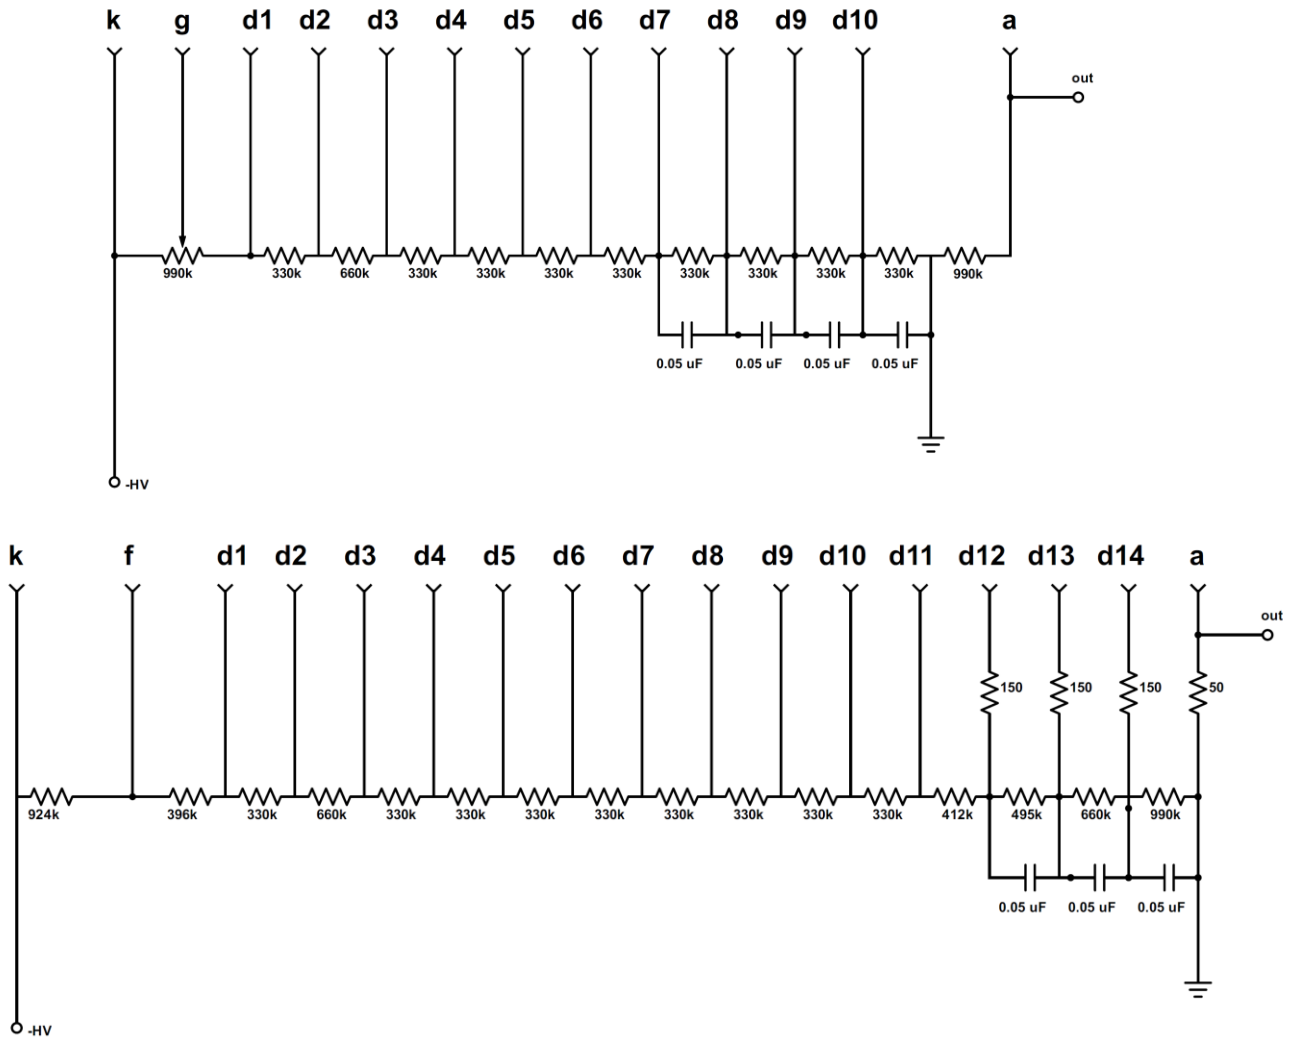 k g d1 d2 d3 d4 d5 d6 d7 d8 d9 d10 a
out
990k 330k 660k 330k 330k 330k 330k 330k 330k 330k 330k 990k
0.05 uF 0.05 uF 0.05 uF 0.05 uF
-HV
k f d1 d2 d3 d4 d5 d6 d7 d8 d9 d10 d11 d12 d13 d14 a
out
150 150 150 50
924k 396k 330k 660k 330k 330k 330k 330k 330k 330k 330k 330k 412k 495k 660k 990k
0.05 uF 0.05 uF 0.05 uF
-HV